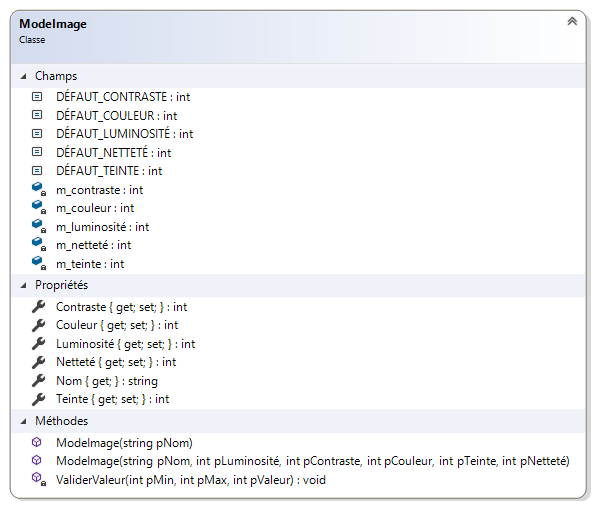 ModeImage
Classe
Champs
DÉFAUT_CONTRASTE : int
DÉFAUT_COULEUR : int
DÉFAUT_LUMINOSITÉ : int
DÉFAUT_NETTETÉ : int
DÉFAUT_TEINTE : int
m_contraste : int
m_couleur : int
m_luminosité : int
m_netteté : int
m_teinte : int
Propriétés
Contraste { get; set; } : int
Couleur { get; set; } : int
Luminosité { get; set; } : int
Netteté { get; set; } : int
Nom { get; } : string
Teinte { get; set; } : int
Méthodes
ModeImage(string pNom)
ModeImage(string pNom, int pLuminosité, int pContraste, int pCouleur, int pTeinte, int pNetteté)
ValiderValeur(int pMin, int pMax, int pValeur) : void